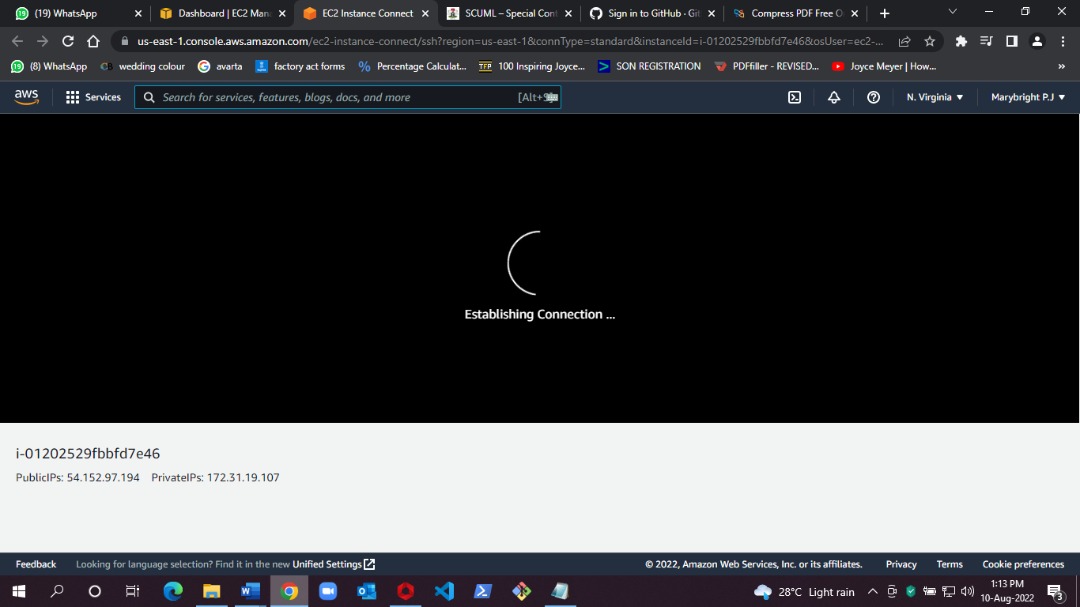 (19) WhatsApp
Dashboard | EC2 Man
EC2 Instance Connect
SCUML – Special Cont
Sign in to GitHub · Git
Compress PDF Free O
us-east-1.console.aws.amazon.com/ec2-instance-connect/ssh?region=us-east-1&connType=standard&instanceId=i-01202529fbbfd7e46&osUser=ec2-...
(8) WhatsApp
wedding colour
avarta
factory act forms
Percentage Calculat...
100 Inspiring Joyce...
SON REGISTRATION
PDFfiller - REVISED...
Joyce Meyer | How...
aws
Services
Search for services, features, blogs, docs, and more
N. Virginia
Marybright P.J
Establishing Connection ...
i-01202529fbbfd7e46
PublicIPs: 54.152.97.194 PrivateIPs: 172.31.19.107
Feedback
Looking for language selection? Find it in the new Unified Settings
© 2022, Amazon Web Services, Inc. or its affiliates.
Privacy
Terms
Cookie preferences
28°C Light rain
1:13 PM
10-Aug-2022
3